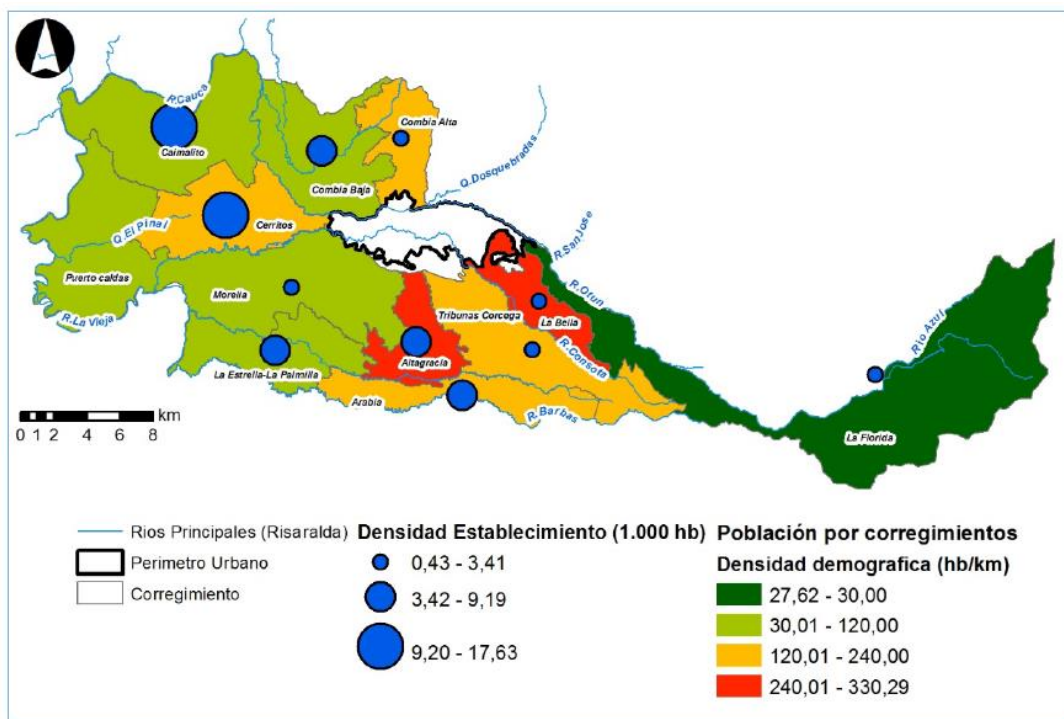 R.Cauca
Caimalito
Combia Alta
Combia Baja
Q.Dosquebradas
Q.El Pinal
Cerritos
R.San Jose
Puerto caldas
Morelia
R.Otun
R.La Vieja
Tribunas Corcega
La Bella
Rio Azul
Altagracia
R.Consota
La Estrella-La Palmilla
Arabia
R.Barbas
La Florida
km
0 1 2 4 6 8
Rios Principales (Risaralda)
Perimetro Urbano
Corregimiento
Densidad Establecimiento (1.000 hb)
0,43 - 3,41
3,42 - 9,19
9,20 - 17,63
Población por corregimientos
Densidad demografica (hb/km)
27,62 - 30,00
30,01 - 120,00
120,01 - 240,00
240,01 - 330,29